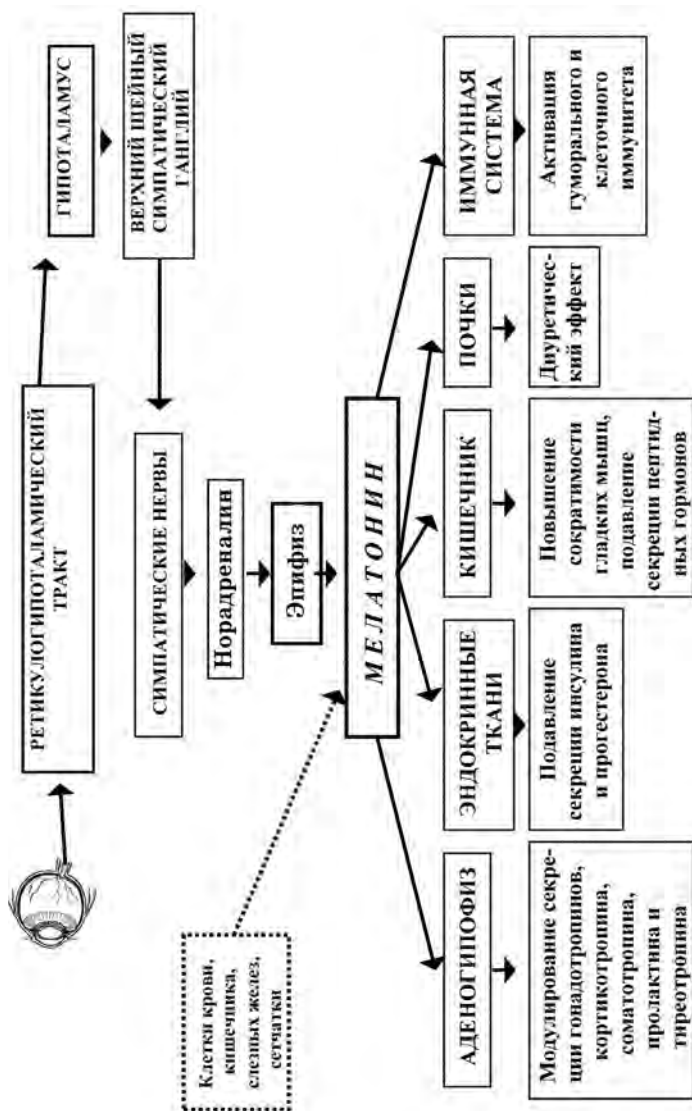 РЕТИКУЛОГИПОТАЛАМИЧЕСКИЙ
ТРАКТ
ГИПОТАЛАМУС
ВЕРХНИЙ ШЕЙНЫЙ
СИМПАТИЧЕСКИЙ
ГАНГЛИЙ
СИМПАТИЧЕСКИЕ НЕРВЫ
Норадреналин
Эпифиз
Клетки крови,
кишечника,
слезных желез,
сетчатки
МЕЛАТОНИН
АДЕНОГИПОФИЗ
Модулирование секре-
ции гонадотропинов,
кортикотропина,
соматотропина,
пролактина и
тиреотропина
ЭНДОКРИННЫЕ
ТКАНИ
Подавление
секреции инсулина
и прогестерона
КИШЕЧНИК
Повышение
сократимости
гладких мышц,
подавление
секреции пептид-
ных гормонов
ПОЧКИ
Диуретичес-
кий эффект
ИММУННАЯ
СИСТЕМА
Активация
гуморального и
клеточного
иммунитета